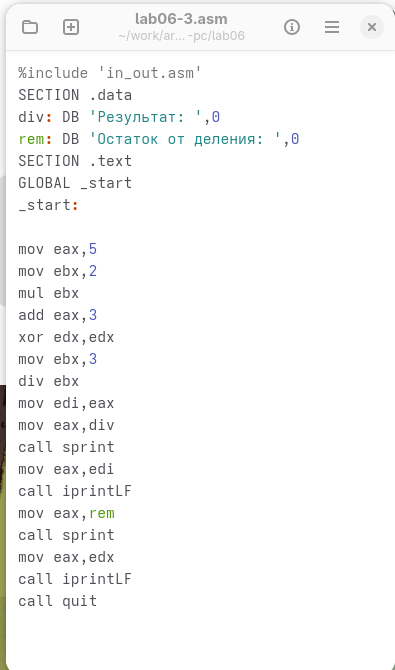 lab06-3.asm
~/work/ar...-pc/lab06
%include 'in_out.asm'
SECTION .data
div: DB 'Результат: ',0
rem: DB 'Остаток от деления: ',0
SECTION .text
GLOBAL _start
_start:
mov eax,5
mov ebx,2
mul ebx
add eax,3
xor edx,edx
mov ebx,3
div ebx
mov edi,eax
mov eax,div
call sprint
mov eax,edi
call iprintLF
mov eax,rem
call sprint
mov eax,edx
call iprintLF
call quit